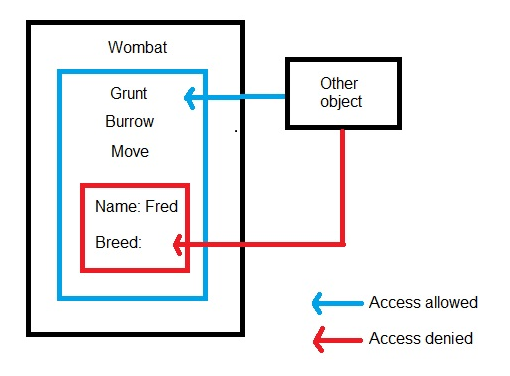 Wombat
Grunt
Burrow
Move
Name: Fred
Breed:
Other
object
Access allowed
Access denied